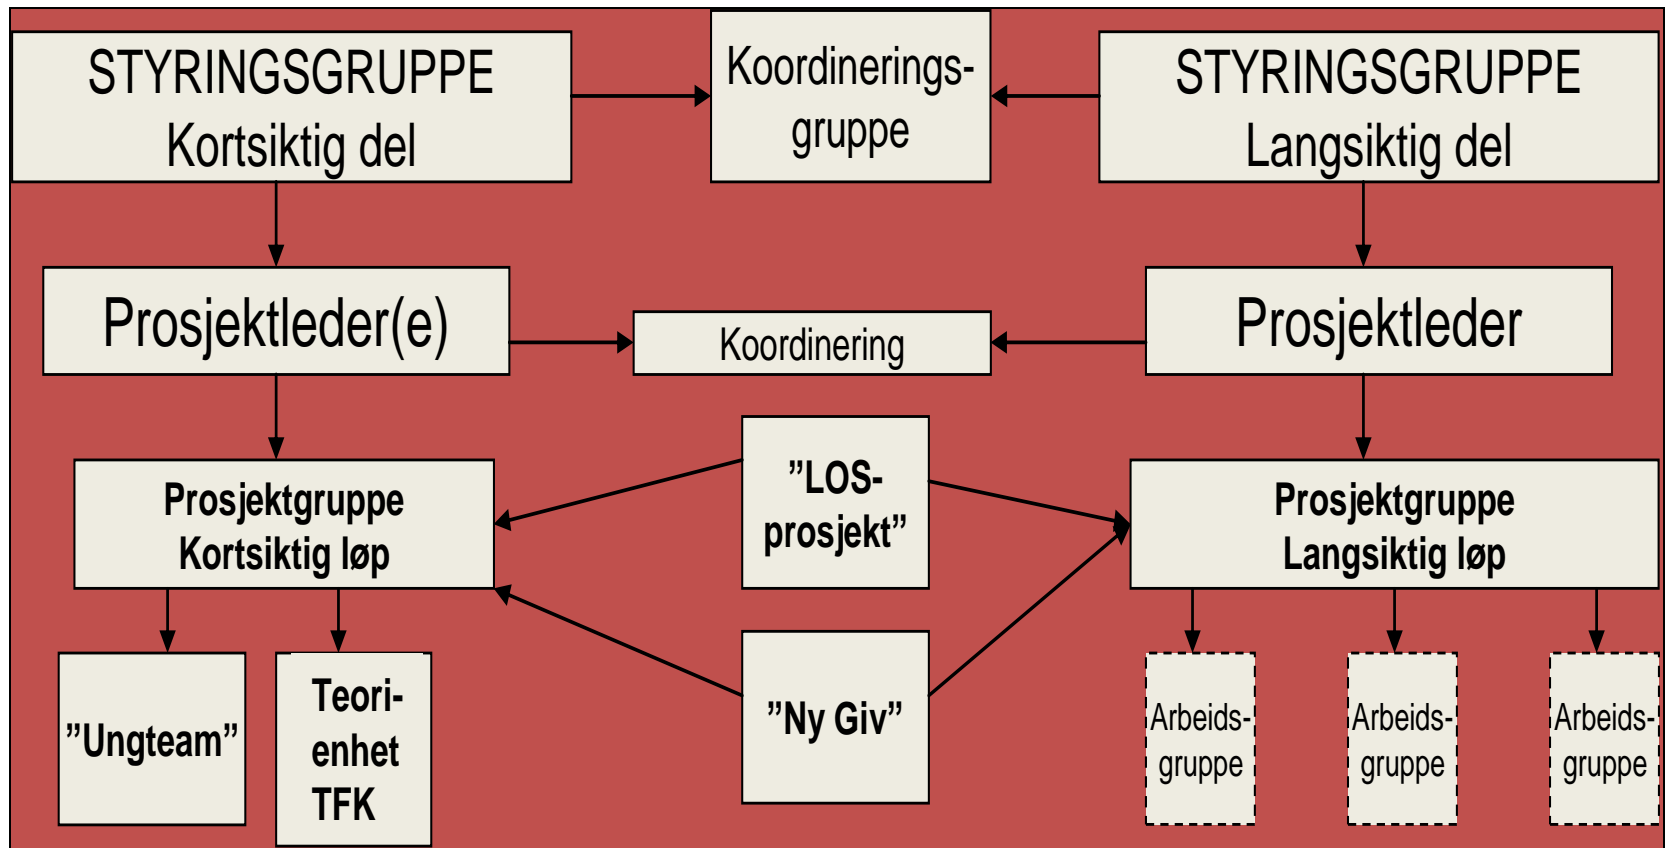 STYRINGSGRUPPE
Kortsiktig del
Koordinerings-
gruppe
STYRINGSGRUPPE
Langsiktig del
Prosjektleder(e)
Koordinering
Prosjektleder
Prosjektgruppe
Kortsiktig løp
”LOS-
prosjekt”
Prosjektgruppe
Langsiktig løp
”Ungteam”
Teori-
enhet
TFK
”Ny Giv”
Arbeids-
gruppe
Arbeids-
gruppe
Arbeids-
gruppe